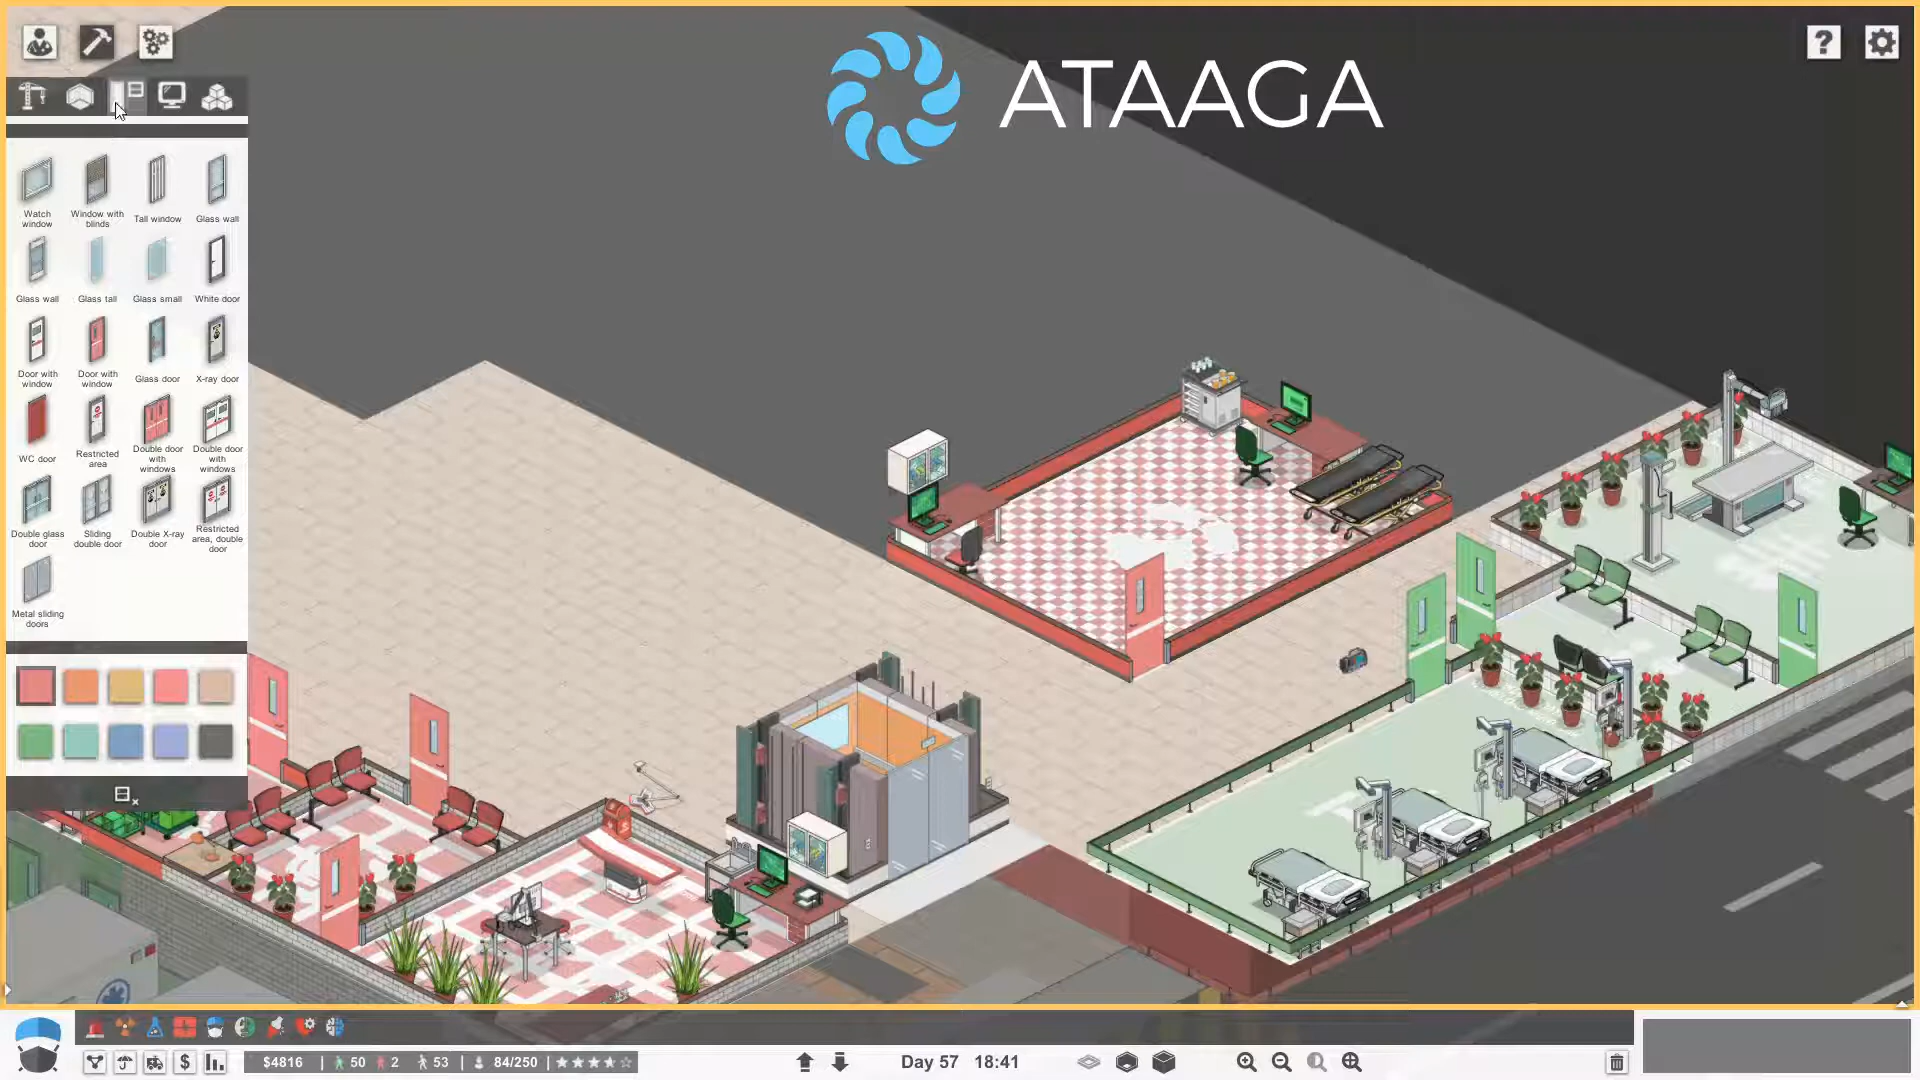 ATAAGA
?
Watch window
Window with blinds
Tall window
Glass wall
Glass wall
Glass tall
Glass small
White door
Door with window
Door with window
Glass door
X-ray door
WC door
Restricted area
Double door with windows
Double door with windows
Double glass door
Sliding double door
Double X-ray door
Restricted area, double door
Metal sliding doors
$4816 | 50 2 | 53 | 84/250 |
Day 57 18:41